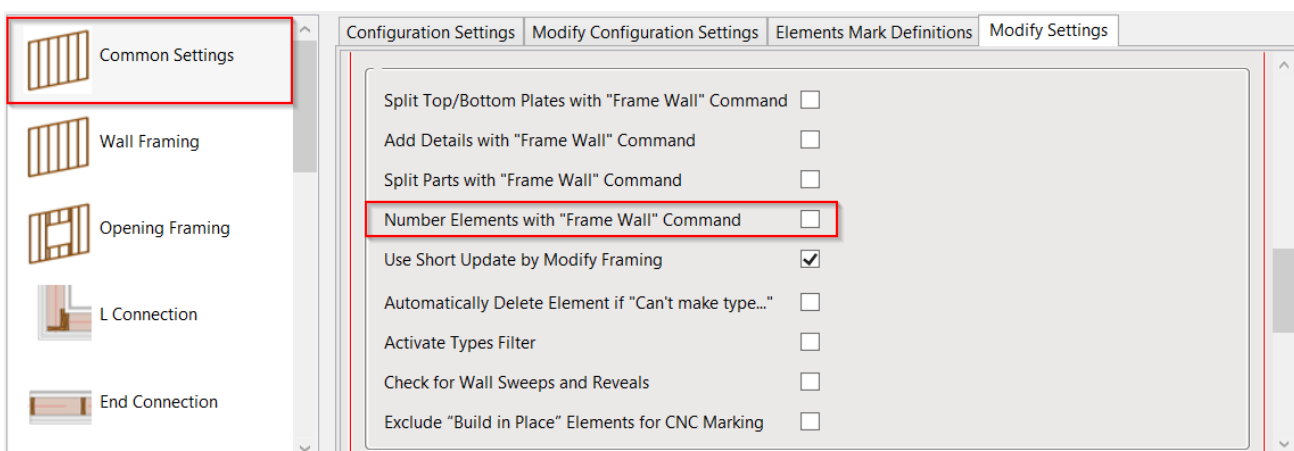 Common Settings
Wall Framing
Opening Framing
L Connection
End Connection
Configuration Settings
Modify Configuration Settings
Elements Mark Definitions
Modify Settings
Split Top/Bottom Plates with "Frame Wall" Command
Add Details with "Frame Wall" Command
Split Parts with "Frame Wall" Command
Number Elements with "Frame Wall" Command
Use Short Update by Modify Framing
Automatically Delete Element if "Can't make type..."
Activate Types Filter
Check for Wall Sweeps and Reveals
Exclude “Build in Place” Elements for CNC Marking